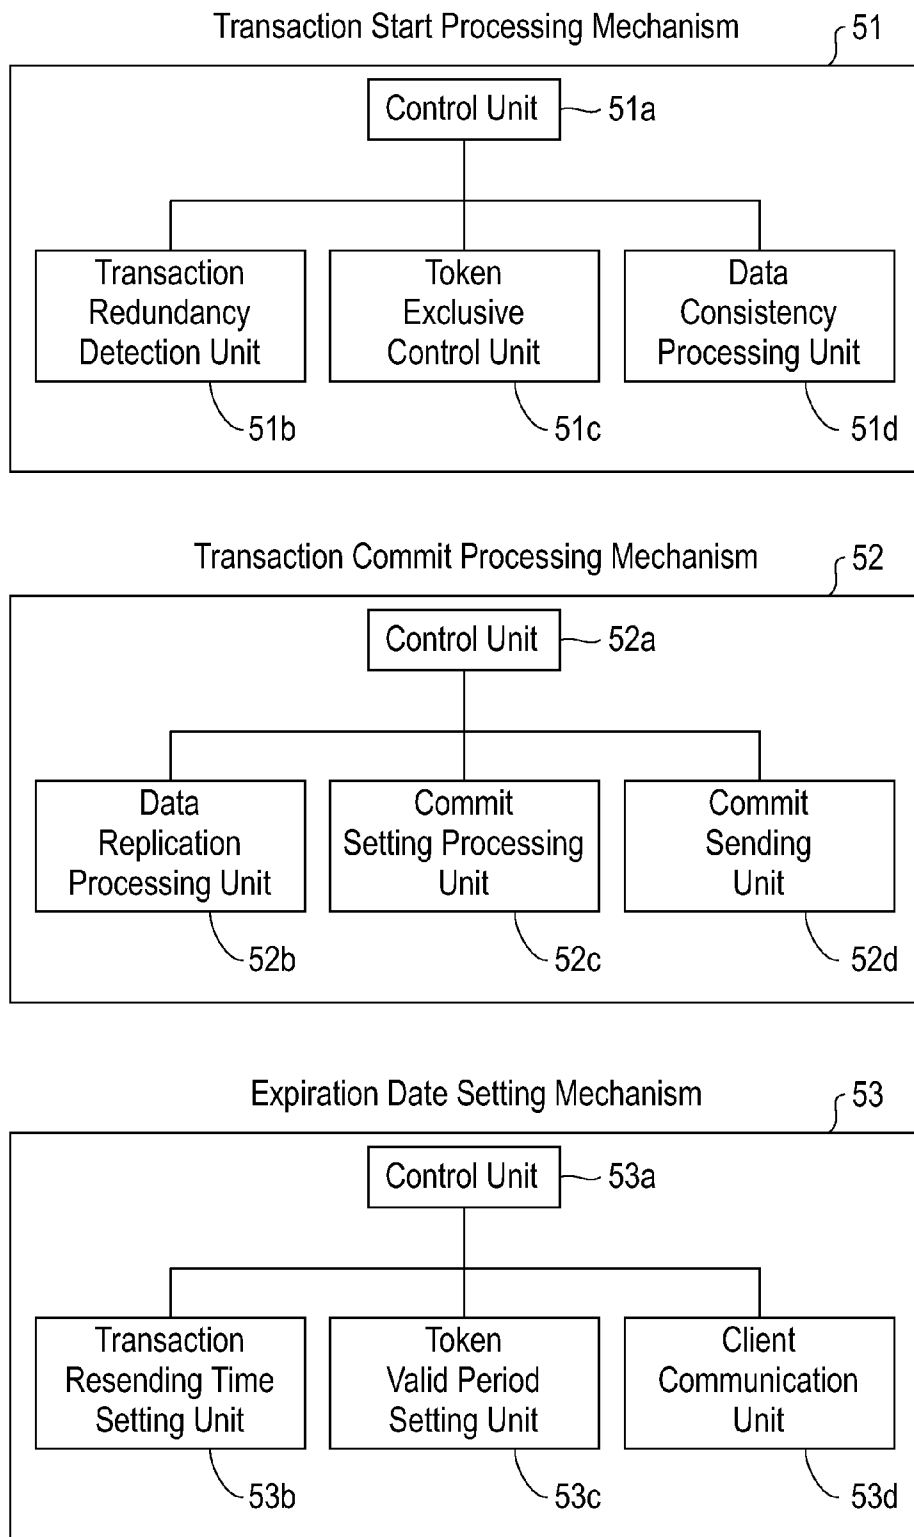 Transaction Start Processing Mechanism
51
Control Unit
51a
Transaction
Redundancy
Detection Unit
51b
Token
Exclusive
Control Unit
51c
Data
Consistency
Processing Unit
51d
Transaction Commit Processing Mechanism
52
Control Unit
52a
Data
Replication
Processing Unit
52b
Commit
Setting Processing
Unit
52c
Commit
Sending
Unit
52d
Expiration Date Setting Mechanism
53
Control Unit
53a
Transaction
Resending Time
Setting Unit
53b
Token
Valid Period
Setting Unit
53c
Client
Communication
Unit
53d